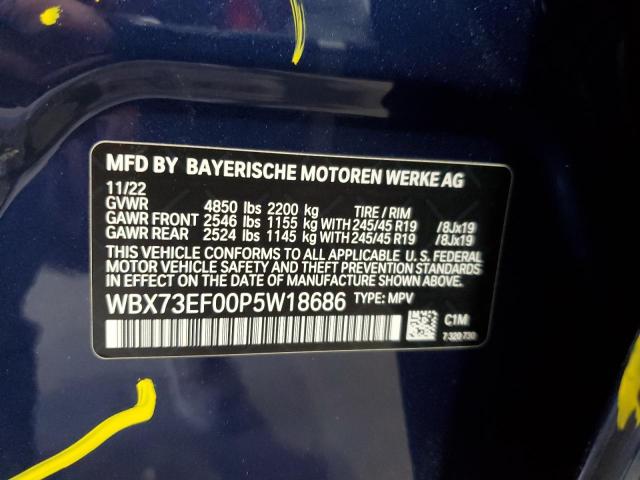 MFD BY BAYERISCHE MOTOREN WERKE AG
11/22
GVWR 4850 lbs 2200 kg TIRE / RIM
GAWR FRONT 2546 lbs 1155 kg WITH 245/45 R19 /8Jx19
GAWR REAR 2524 lbs 1145 kg WITH 245/45 R19 /8Jx19
THIS VEHICLE CONFORMS TO ALL APPLICABLE U.S. FEDERAL
MOTOR VEHICLE SAFETY AND THEFT PREVENTION STANDARDS
IN EFFECT ON THE DATE OF MANUFACTURE SHOWN ABOVE.
WBX73EF00P5W18686 TYPE: MPV
C1M
7 320 730